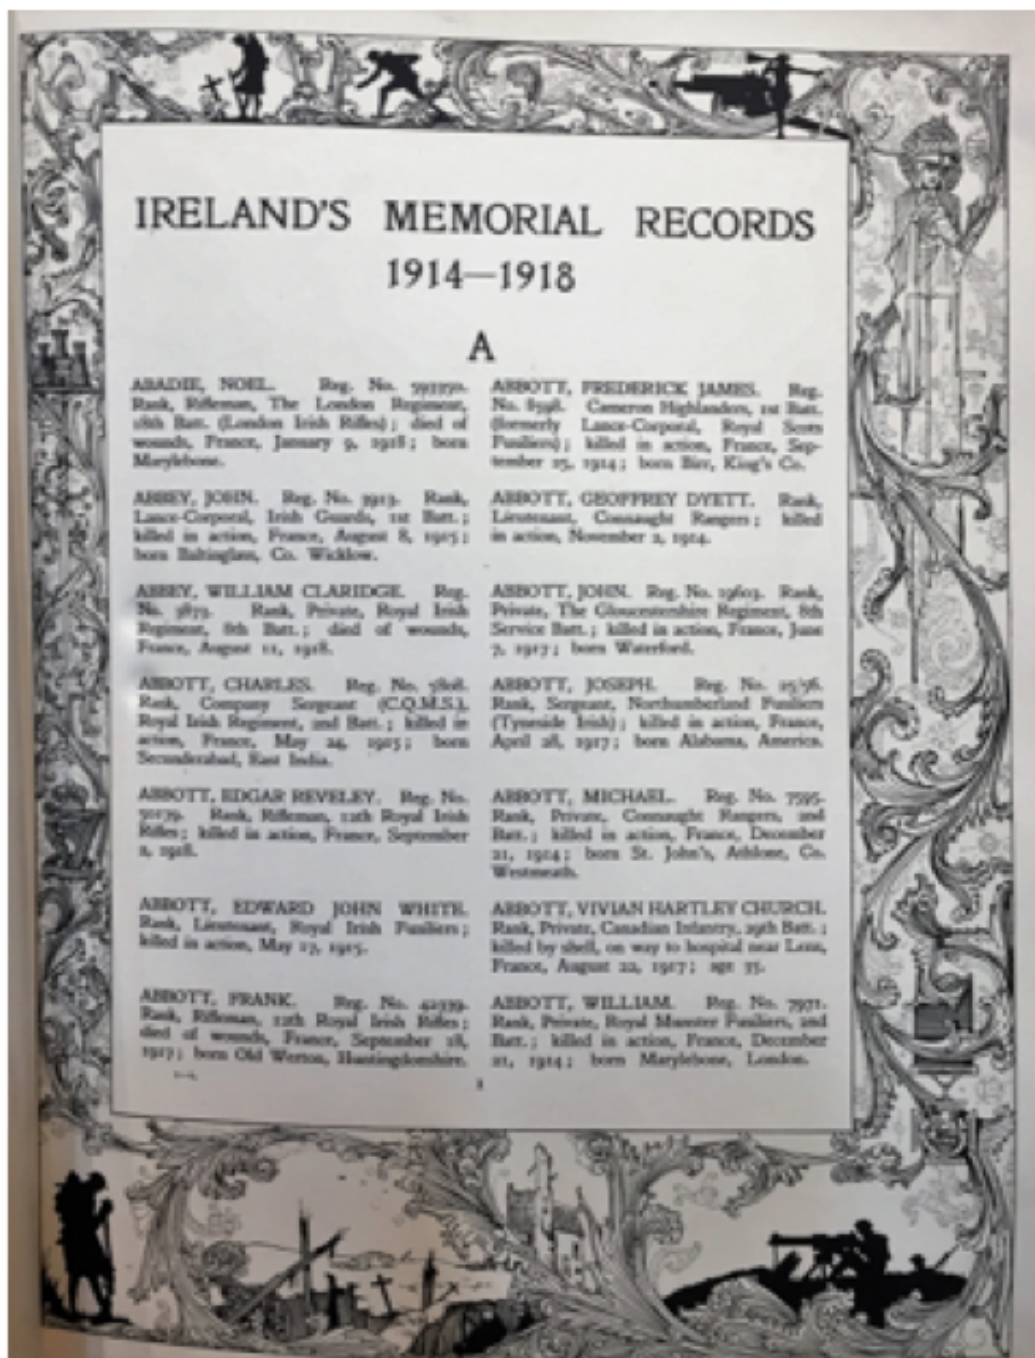 IRELAND'S MEMORIAL RECORDS
1914—1918
A
ABADIE, NOEL. Reg. No.
Rank, Rifleman, The London Regiment,
18th Batt. (London Irish Rifles); died of
wounds, France, January 9, 1918; born
Marylebone.
ABBEY, JOHN. Reg. No. 3913. Rank,
Lance-Corporal, Irish Guards, 1st Batt.;
killed in action, France, August 8, 1915;
born Baltinglass, Co. Wicklow.
ABBEY, WILLIAM CLARIDGE. Reg.
No. 3873. Rank, Private, Royal Irish
Regiment, 8th Batt.; died of wounds,
France, August 11, 1918.
ABBOTT, CHARLES. Reg. No.
Rank, Company Sergeant (C.Q.M.S.),
Royal Irish Regiment, 2nd Batt.; killed in
action, France, May 24, 1915; born
Secunderabad, East India.
ABBOTT, EDGAR REVELEY. Reg. No.
Rank, Rifleman, 12th Royal Irish
Rifles; killed in action, France, September
2, 1918.
ABBOTT, EDWARD JOHN WHITE.
Rank, Lieutenant, Royal Irish Fusiliers;
killed in action, May 17, 1915.
ABBOTT, FRANK. Reg. No. 42339.
Rank, Rifleman, 12th Royal Irish Rifles;
died of wounds, France, September 18,
1917; born Old Werton, Huntingdonshire.
ABBOTT, FREDERICK JAMES. Reg.
No. 8598. Cameron Highlanders, 1st Batt.
(formerly Lance-Corporal, Royal Scots
Fusiliers); killed in action, France, Sep-
tember 25, 1914; born Birr, King's Co.
ABBOTT, GEOFFREY DYETT. Rank,
Lieutenant, Connaught Rangers; killed
in action, November 2, 1914.
ABBOTT, JOHN. Reg. No. 19603. Rank,
Private, The Gloucestershire Regiment, 8th
Service Batt.; killed in action, France, June
7, 1917; born Waterford.
ABBOTT, JOSEPH. Reg. No.
Rank, Sergeant, Northumberland Fusiliers
(Tyneside Irish); killed in action, France,
April 28, 1917; born Alabama, America.
ABBOTT, MICHAEL. Reg. No. 7595.
Rank, Private, Connaught Rangers, 2nd
Batt.; killed in action, France, December
21, 1914; born St. John's, Athlone, Co.
Westmeath.
ABBOTT, VIVIAN HARTLEY CHURCH.
Rank, Private, Canadian Infantry, 29th Batt.;
killed by shell, on way to hospital near Lens,
France, August 22, 1917; age 35.
ABBOTT, WILLIAM. Reg. No. 7971.
Rank, Private, Royal Munster Fusiliers, 2nd
Batt.; killed in action, France, December
21, 1914; born Marylebone, London.
1